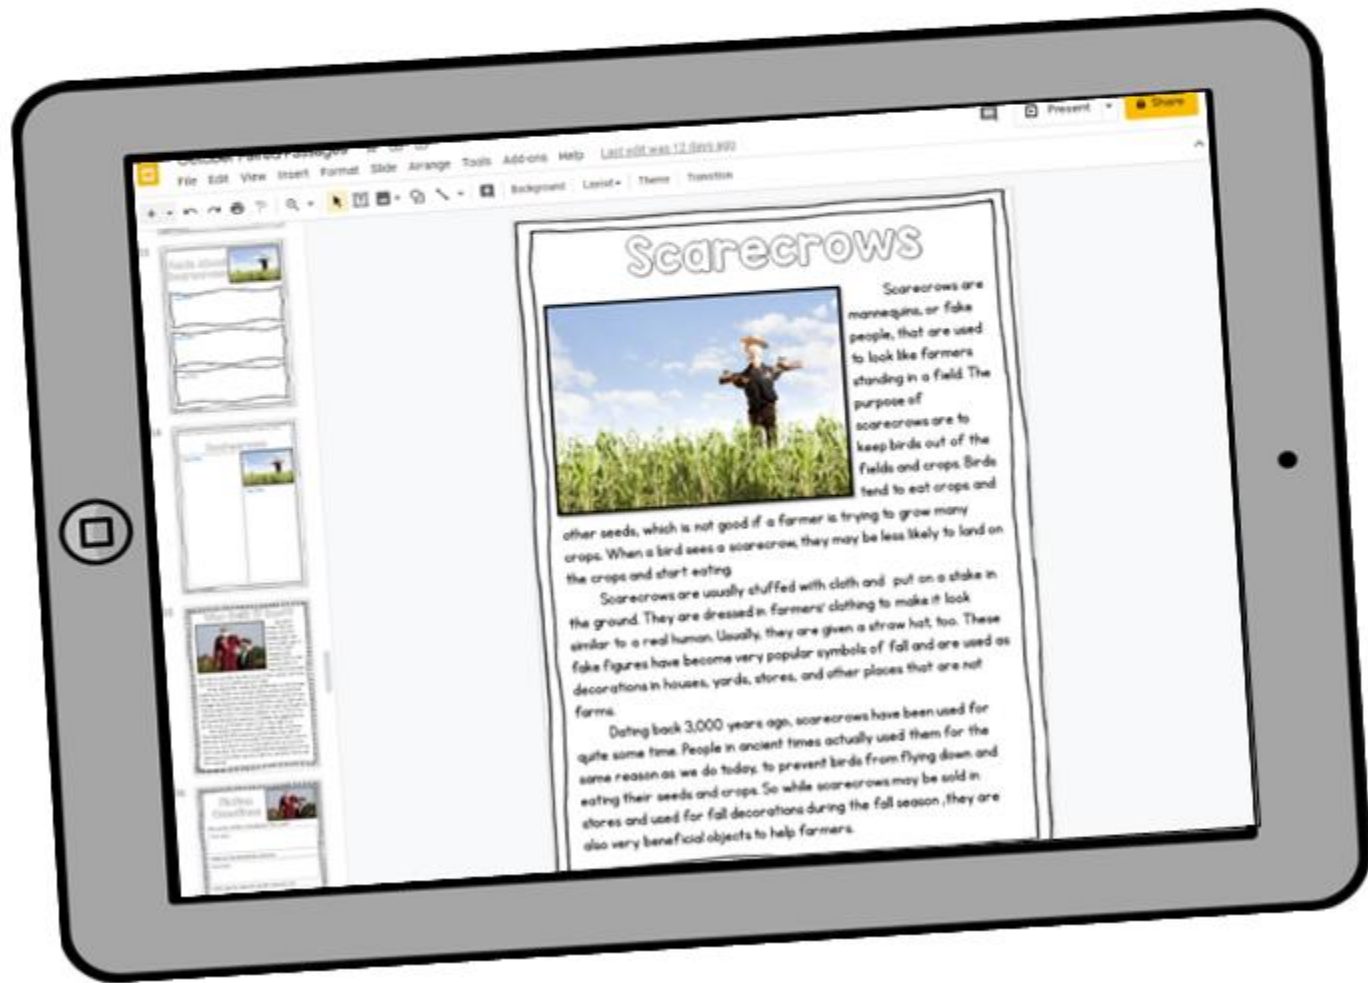 October Paired Passages
File Edit View Insert Format Slide Arrange Tools Add-ons Help Last edit was 12 days ago
Present
Share
Background Layout Theme Transition
Scarecrows
Scarecrows are
mannequins, or fake
people, that are used
to look like farmers
standing in a field. The
purpose of
scarecrows are to
keep birds out of the
fields and crops. Birds
tend to eat crops and
other seeds, which is not good if a farmer is trying to grow many
crops. When a bird sees a scarecrow, they may be less likely to land on
the crops and start eating.
Scarecrows are usually stuffed with cloth and put on a stake in
the ground. They are dressed in farmers' clothing to make it look
similar to a real human. Usually, they are given a straw hat, too. These
fake figures have become very popular symbols of fall and are used as
decorations in houses, yards, stores, and other places that are not
farms.
Dating back 3,000 years ago, scarecrows have been used for
quite some time. People in ancient times actually used them for the
same reason as we do today, to prevent birds from flying down and
eating their seeds and crops. So while scarecrows may be sold in
stores and used for fall decorations during the fall season ,they are
also very beneficial objects to help farmers.